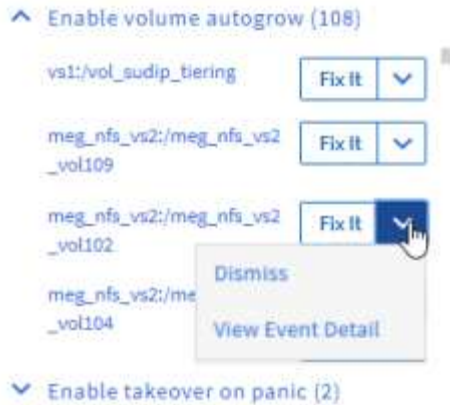 Enable volume autogrow (108)
vs1:/vol_sudip_tiering
Fix It
meg_nfs_vs2:/meg_nfs_vs2
_vol109
Fix It
meg_nfs_vs2:/meg_nfs_vs2
_vol102
Fix It
Dismiss
View Event Detail
meg_nfs_vs2:/me
_vol104
Enable takeover on panic (2)